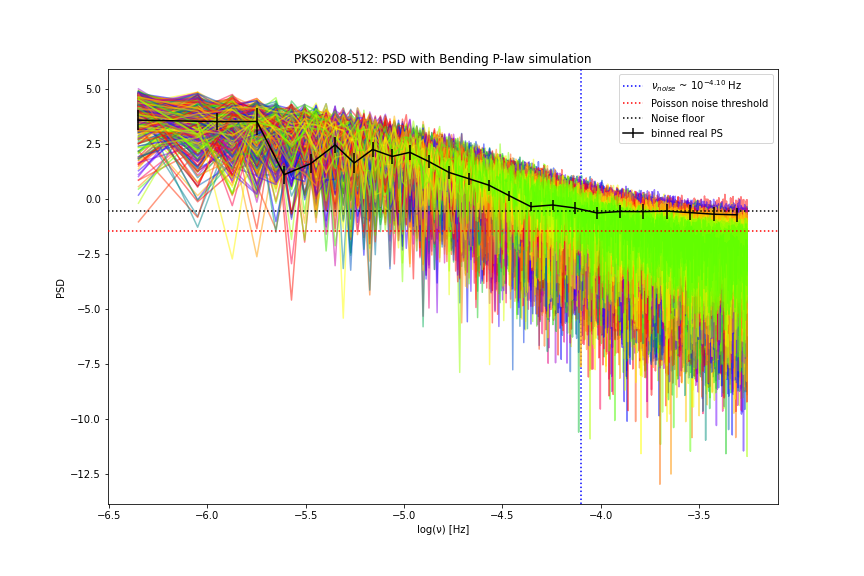 PKS0208-512: PSD with Bending P-law simulation
ν_noise ~ 10^−4.10 Hz
Poisson noise threshold
Noise floor
binned real PS
PSD
5.0
2.5
0.0
−2.5
−5.0
−7.5
−10.0
−12.5
−6.5 −6.0 −5.5 −5.0 −4.5 −4.0 −3.5
log(ν) [Hz]